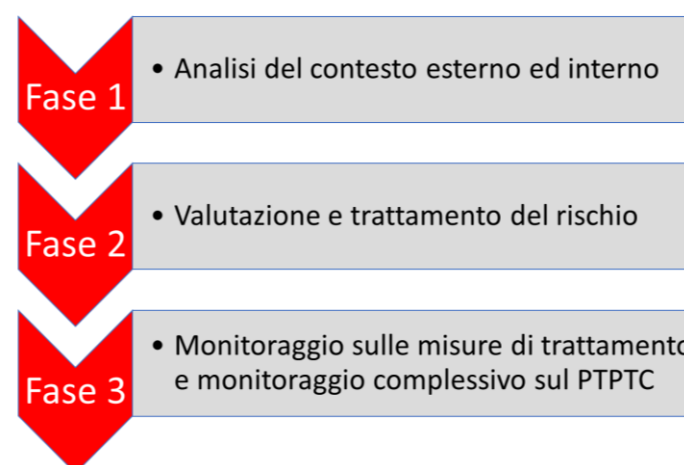 Fase 1
• Analisi del contesto esterno ed interno
Fase 2
• Valutazione e trattamento del rischio
Fase 3
• Monitoraggio sulle misure di trattamento
e monitoraggio complessivo sul PTPTC